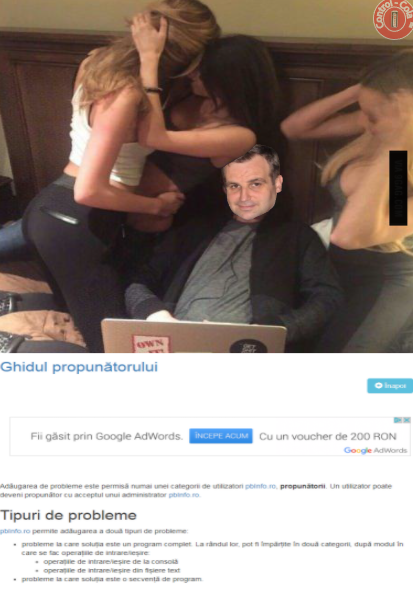 Control-Cola
OWN
IT!
Ghidul propunătorului
Înapoi
Fii găsit prin Google AdWords. ÎNCEPE ACUM Cu un voucher de 200 RON
Google AdWords
Adăugarea de probleme este permisă numai unei categorii de utilizatori pbinfo.ro, propunătorii. Un utilizator poate
deveni propunător cu acceptul unui administrator pbinfo.ro.
Tipuri de probleme
pbinfo.ro permite adăugarea a două tipuri de probleme:
• probleme la care soluția este un program complet. La rândul lor, pot fi împărțite în două categorii, după modul în
care se fac operațiile de intrare/ieșire:
• operațiile de intrare/ieșire de la consolă
• operațiile de intrare/ieșire din fișiere text
• probleme la care soluția este o secvență de program.